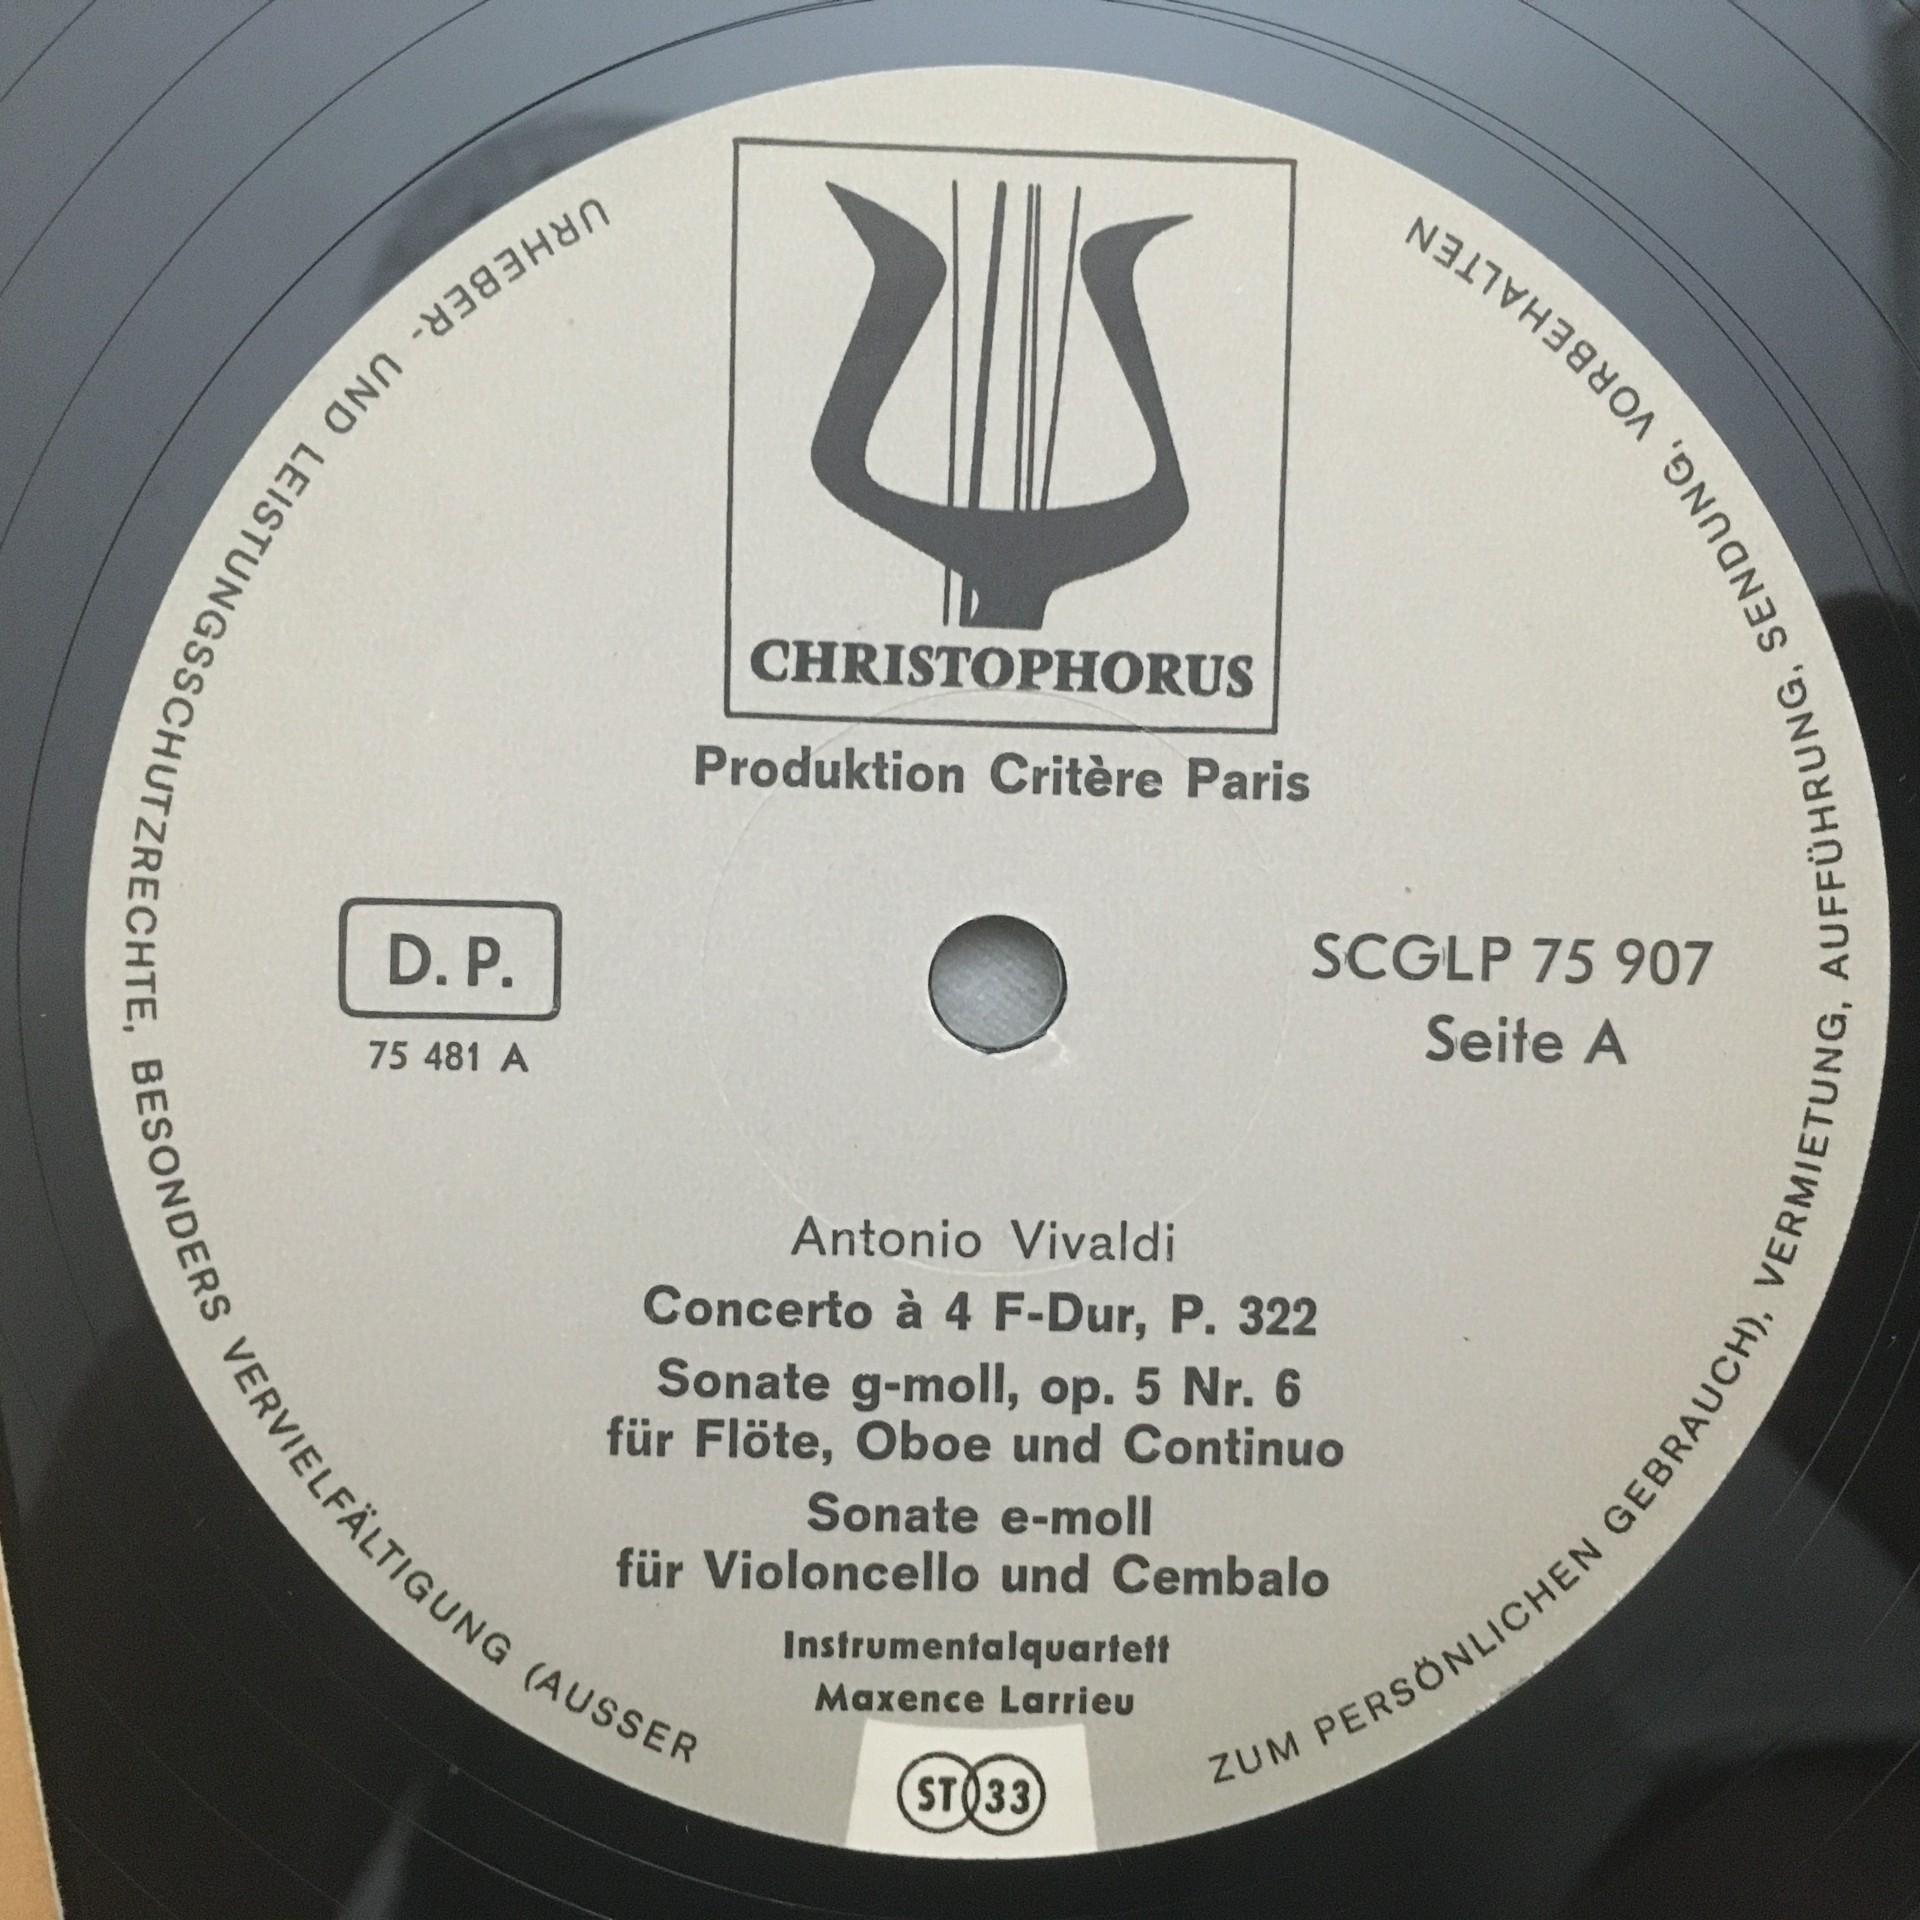 CHRISTOPHORUS
Produktion Critère Paris
D. P.
75 481 A
SCGLP 75 907
Seite A
Antonio Vivaldi
Concerto à 4 F-Dur, P. 322
Sonate g-moll, op. 5 Nr. 6
für Flöte, Oboe und Continuo
Sonate e-moll
für Violoncello und Cembalo
Instrumentalquartett
Maxence Larrieu
ST 33
URHEBER- UND LEISTUNGSSCHUTZRECHTE, BESONDERS VERVIELFÄLTIGUNG (AUSSER ZUM PERSÖNLICHEN GEBRAUCH), VERMIETUNG, AUFFÜHRUNG, SENDUNG, VORBEHALTEN